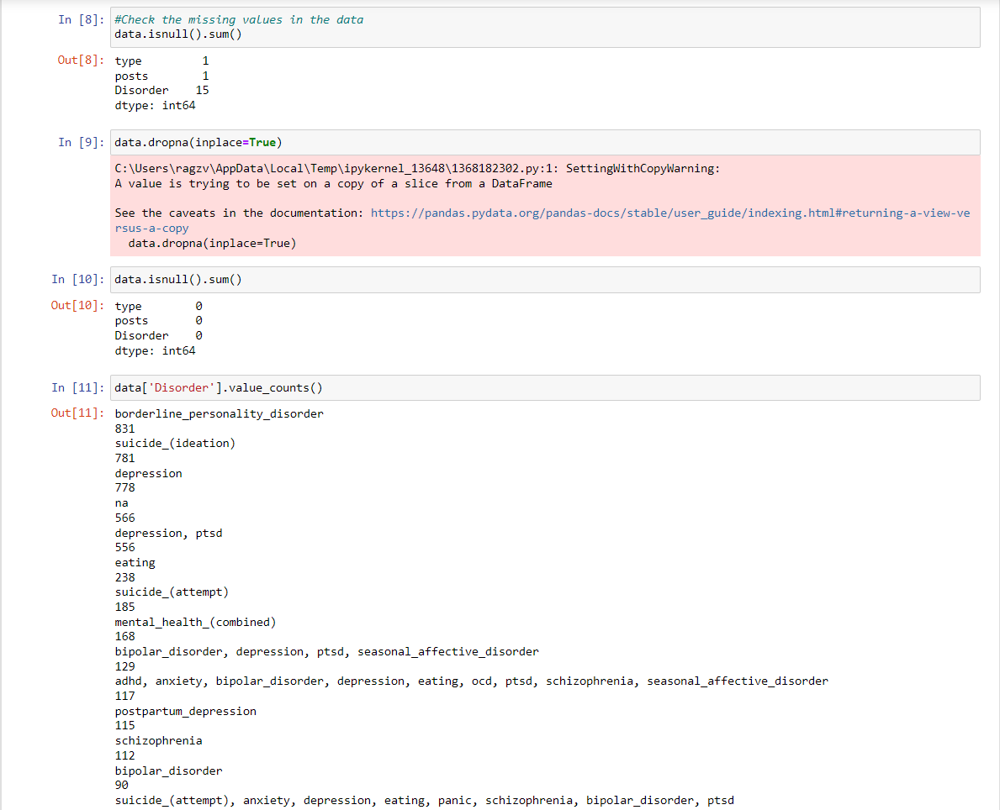 In [8]: #Check the missing values in the data
data.isnull().sum()
Out[8]: type 1
posts 1
Disorder 15
dtype: int64
In [9]: data.dropna(inplace=True)
C:\Users\ragzv\AppData\Local\Temp\ipykernel_13648\1368182302.py:1: SettingWithCopyWarning:
A value is trying to be set on a copy of a slice from a DataFrame
See the caveats in the documentation: https://pandas.pydata.org/pandas-docs/stable/user_guide/indexing.html#returning-a-view-ve
rsus-a-copy
data.dropna(inplace=True)
In [10]: data.isnull().sum()
Out[10]: type 0
posts 0
Disorder 0
dtype: int64
In [11]: data['Disorder'].value_counts()
Out[11]: borderline_personality_disorder
831
suicide_(ideation)
781
depression
778
na
566
depression, ptsd
556
eating
238
suicide_(attempt)
185
mental_health_(combined)
168
bipolar_disorder, depression, ptsd, seasonal_affective_disorder
129
adhd, anxiety, bipolar_disorder, depression, eating, ocd, ptsd, schizophrenia, seasonal_affective_disorder
117
postpartum_depression
115
schizophrenia
112
bipolar_disorder
90
suicide_(attempt), anxiety, depression, eating, panic, schizophrenia, bipolar_disorder, ptsd